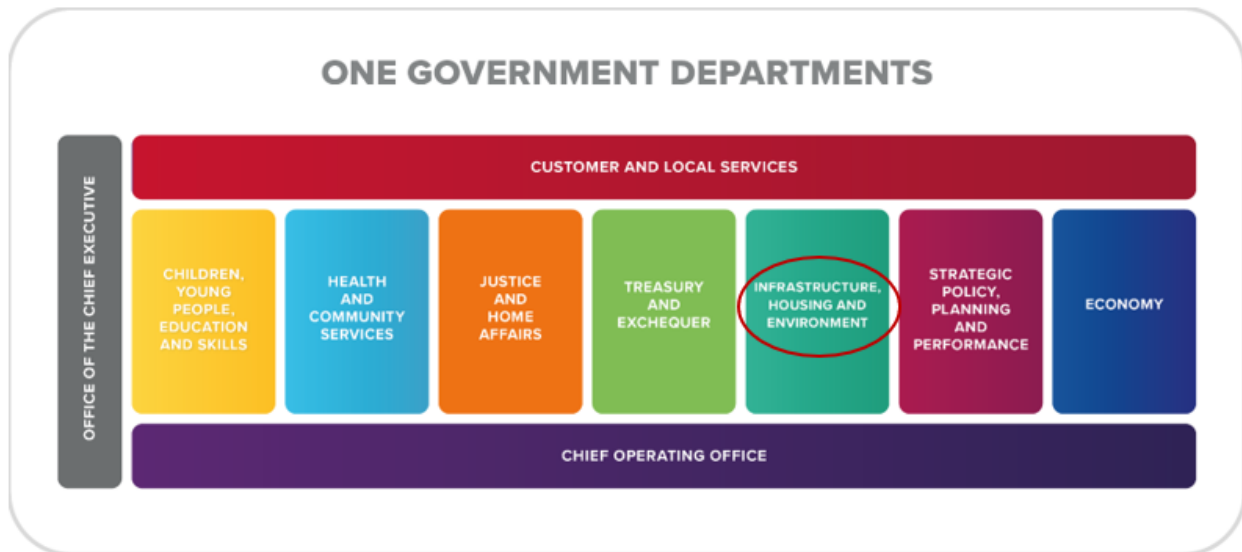 ONE GOVERNMENT DEPARTMENTS
OFFICE OF THE CHIEF EXECUTIVE
CUSTOMER AND LOCAL SERVICES
CHILDREN,
YOUNG
PEOPLE,
EDUCATION
AND SKILLS
HEALTH
AND
COMMUNITY
SERVICES
JUSTICE
AND
HOME
AFFAIRS
TREASURY
AND
EXCHEQUER
INFRASTRUCTURE,
HOUSING AND
ENVIRONMENT
STRATEGIC
POLICY,
PLANNING
AND
PERFORMANCE
ECONOMY
CHIEF OPERATING OFFICE